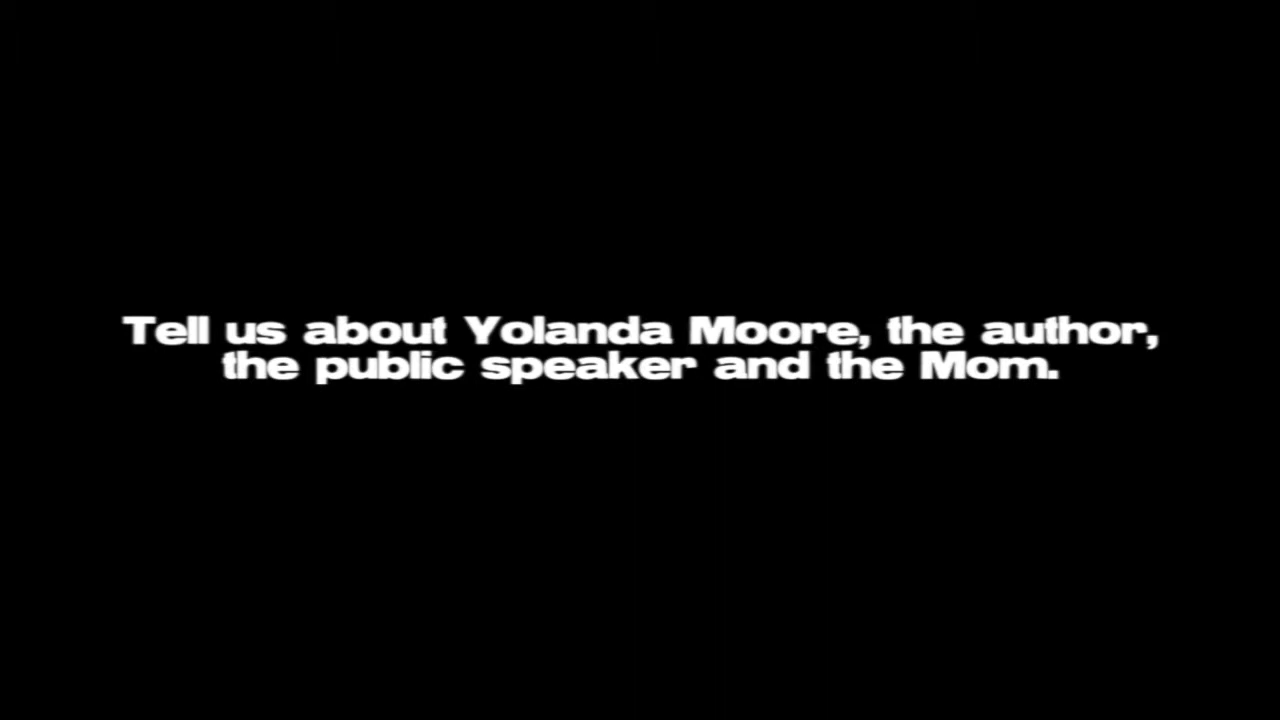 Tell us about Yolanda Moore, the author,
the public speaker and the Mom.